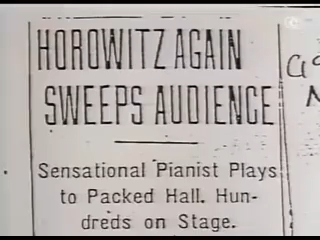 HOROWITZ AGAIN
SWEEPS AUDIENCE
Sensational Pianist Plays
to Packed Hall. Hun-
dreds on Stage.